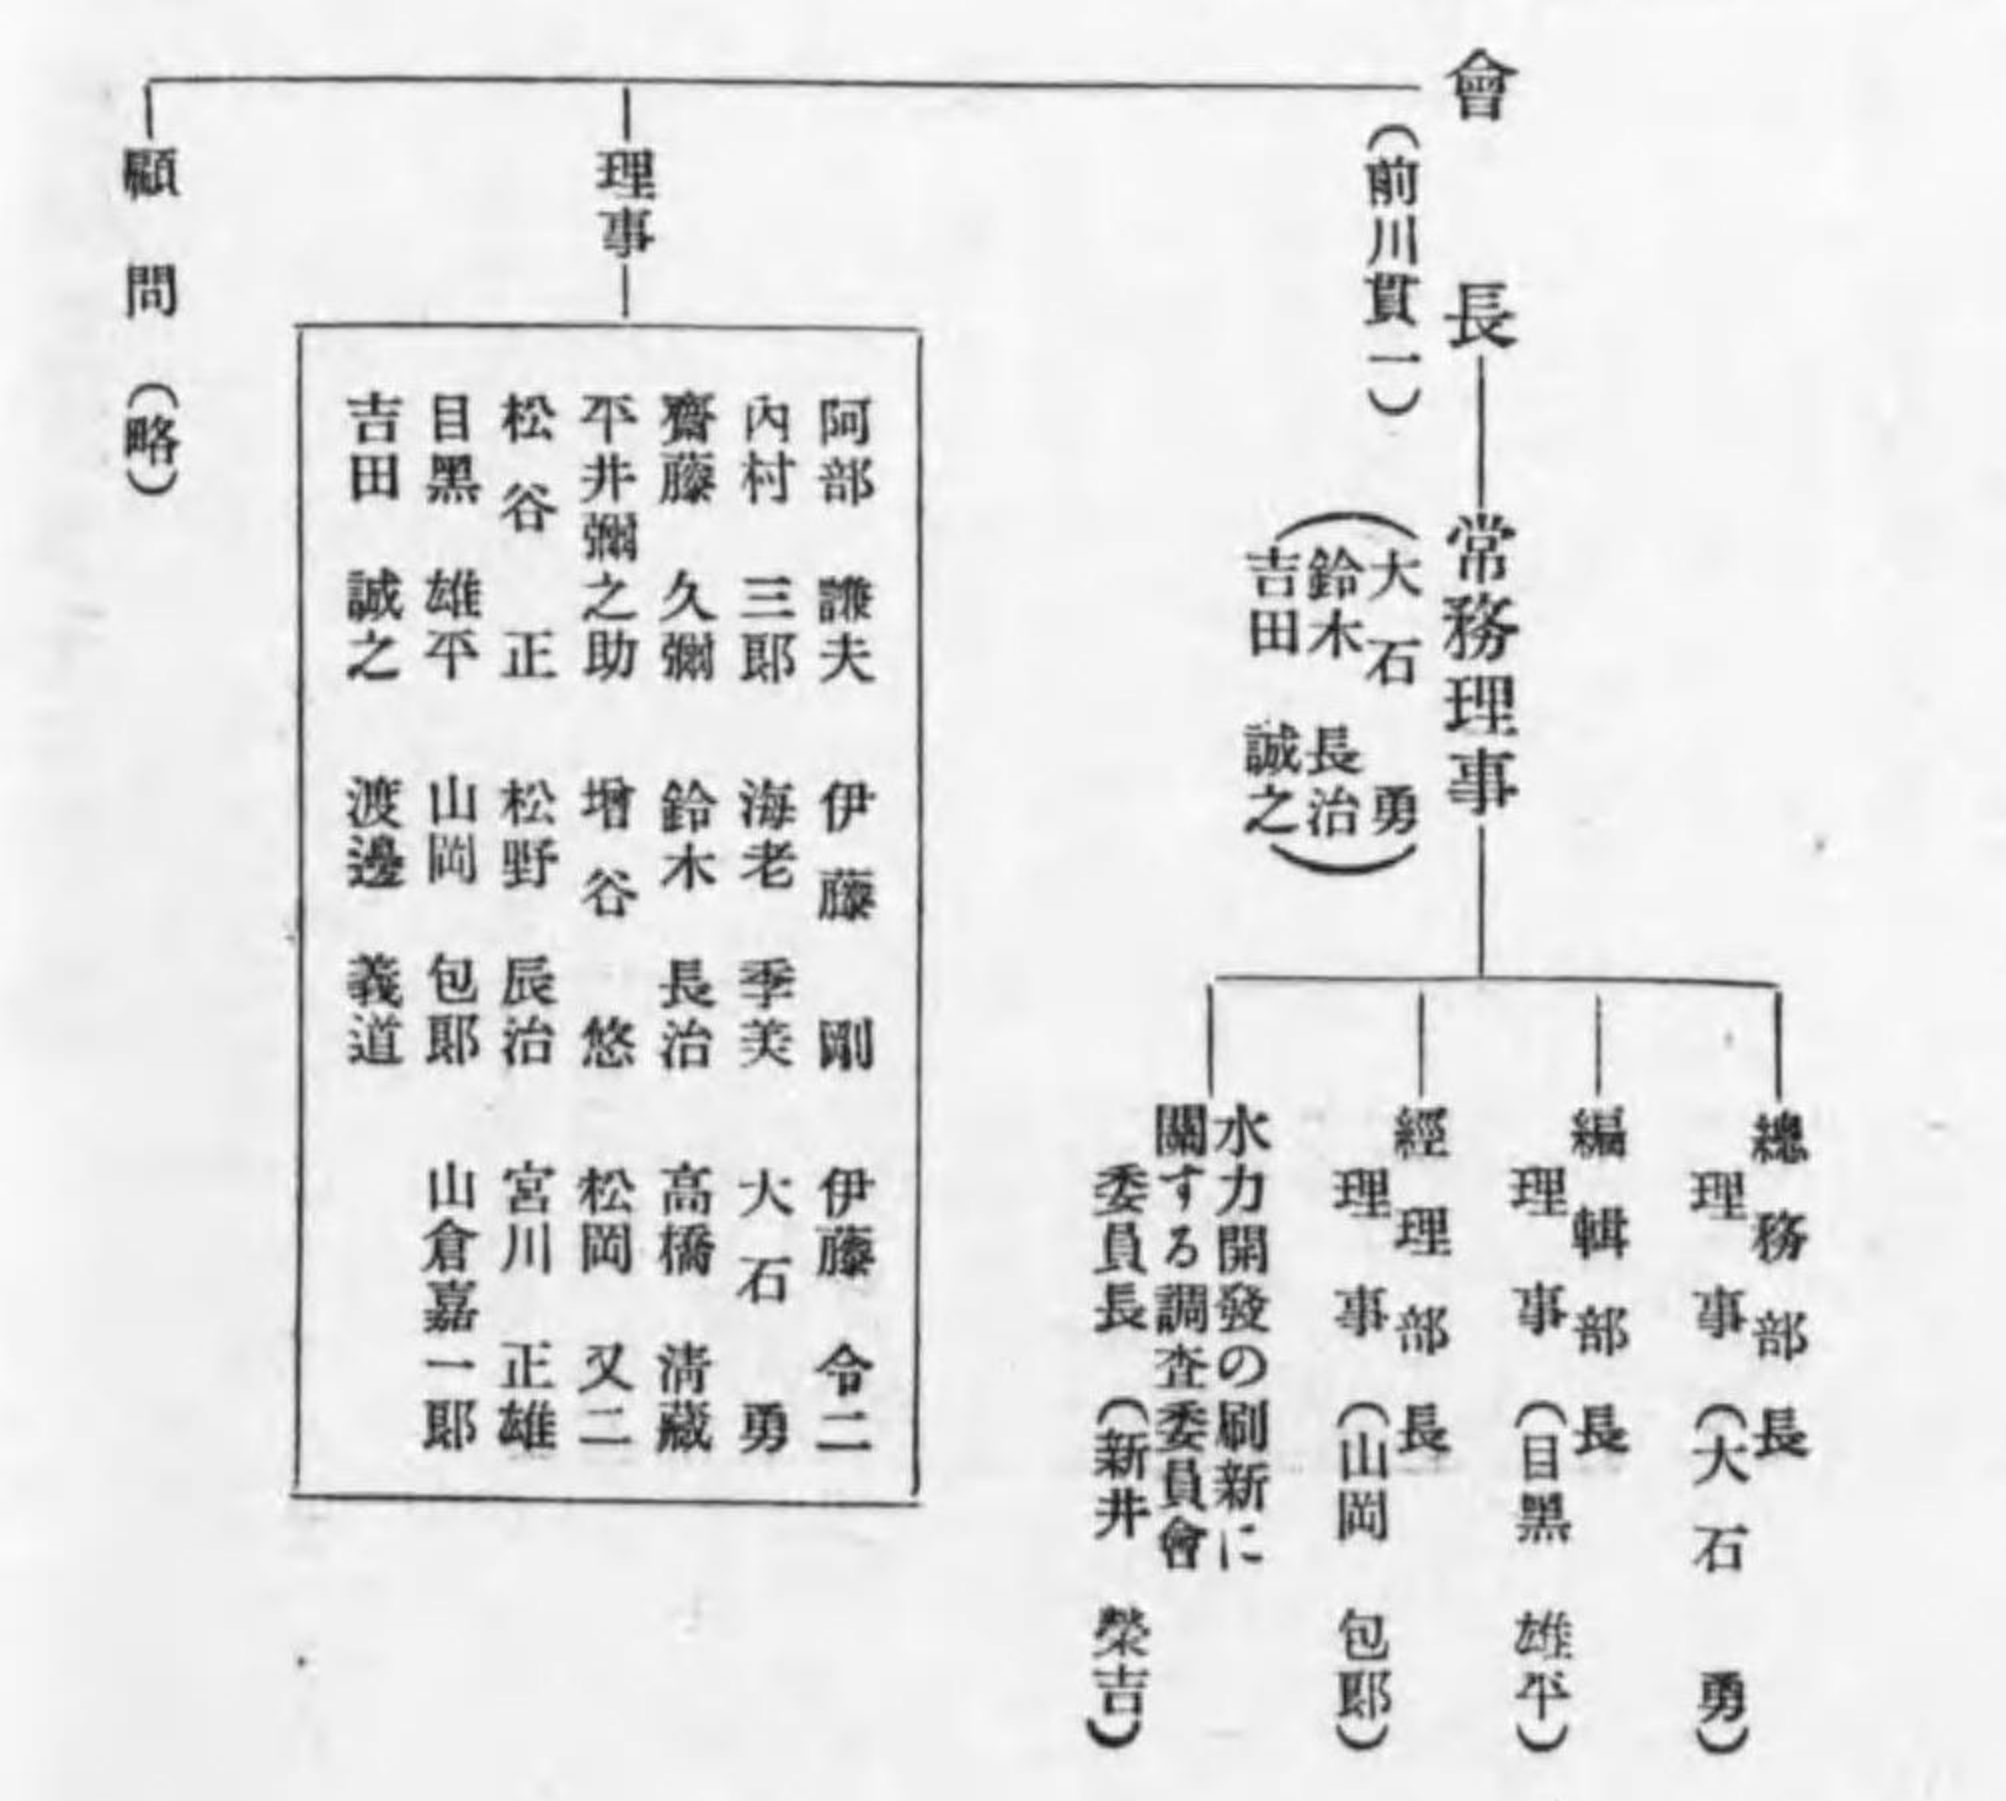 會長
(前川貫一)
常務理事
(大石勇
鈴木長治
吉田誠之)
總務部長
理事(大石勇)
編輯部長
理事(目黑雄平)
經理部長
理事(山岡包郎)
水力開發の刷新に
關する調査委員會
委員長(新井榮吉)
理事
阿部謙夫 伊藤剛 伊藤令二
內村三郎 海老季美 大石勇
齋藤久彌 鈴木長治 高橋淸藏
平井彌之助 增谷悠 松岡又二
松谷正 松野辰治 宮川正雄
目黑雄平 山岡包郎 山倉嘉一郎
吉田誠之 渡邊義道
顧問(略)